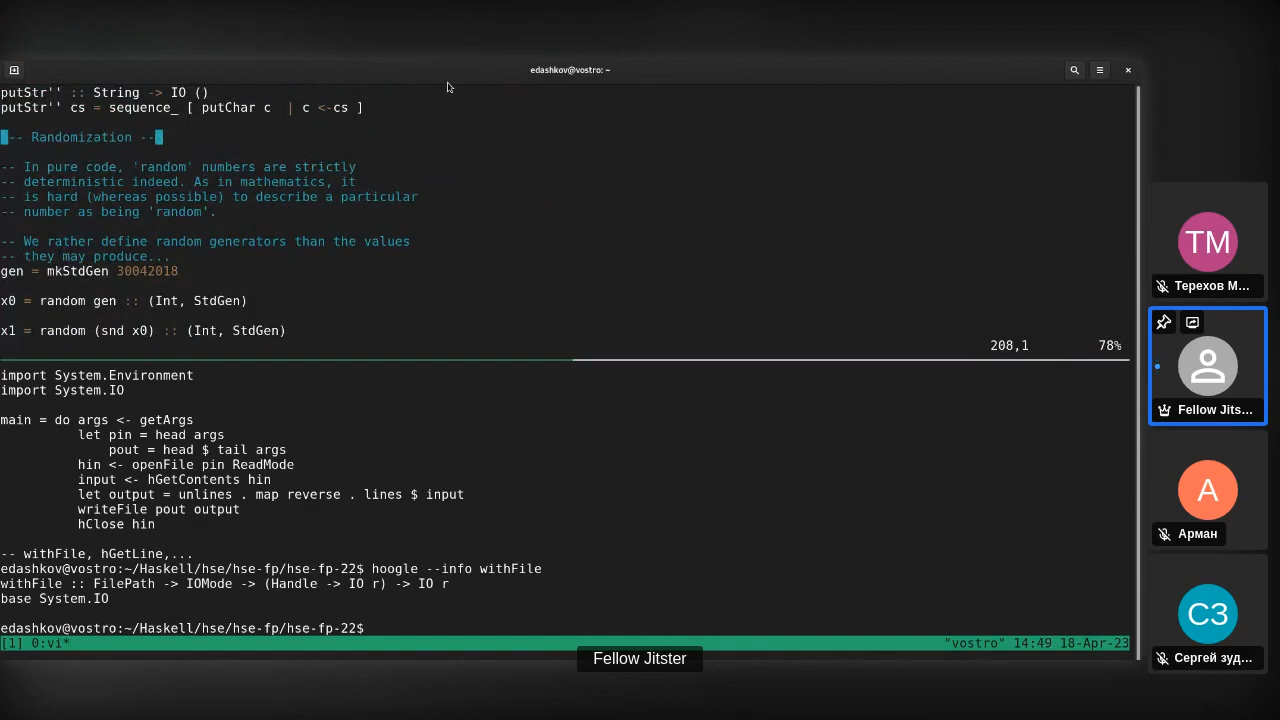 edashkov@vostro: ~
putStr'' :: String -> IO ()
putStr'' cs = sequence_ [ putChar c  | c <-cs ]
-- Randomization --
-- In pure code, 'random' numbers are strictly
-- deterministic indeed. As in mathematics, it
-- is hard (whereas possible) to describe a particular
-- number as being 'random'.
-- We rather define random generators than the values
-- they may produce...
gen = mkStdGen 30042018
x0 = random gen :: (Int, StdGen)
x1 = random (snd x0) :: (Int, StdGen)
208,1 78%
import System.Environment
import System.IO
main = do args <- getArgs
          let pin = head args
              pout = head $ tail args
          hin <- openFile pin ReadMode
          input <- hGetContents hin
          let output = unlines . map reverse . lines $ input
          writeFile pout output
          hClose hin
-- withFile, hGetLine,...
edashkov@vostro:~/Haskell/hse/hse-fp/hse-fp-22$ hoogle --info withFile
withFile :: FilePath -> IOMode -> (Handle -> IO r) -> IO r
base System.IO
edashkov@vostro:~/Haskell/hse/hse-fp/hse-fp-22$
[1] 0:vi* "vostro" 14:49 18-Apr-23
Fellow Jitster
TM
Терехов М...
Fellow Jits...
A
Арман
СЗ
Сергей зуд...